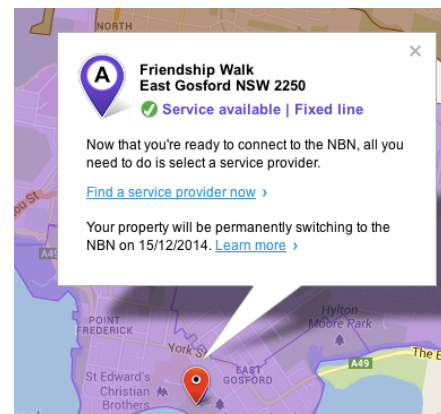 NORTH
×
A
Friendship Walk
East Gosford NSW 2250
Service available | Fixed line
Now that you're ready to connect to the NBN, all you
need to do is select a service provider.
Find a service provider now ›
Your property will be permanently switching to the
NBN on 15/12/2014. Learn more ›
ou St
A49
POINT
FREDERICK
York St
Hylton
Moore Park
A49
The E
EAST
GOSFORD
St Edward's
Christian
Brothers